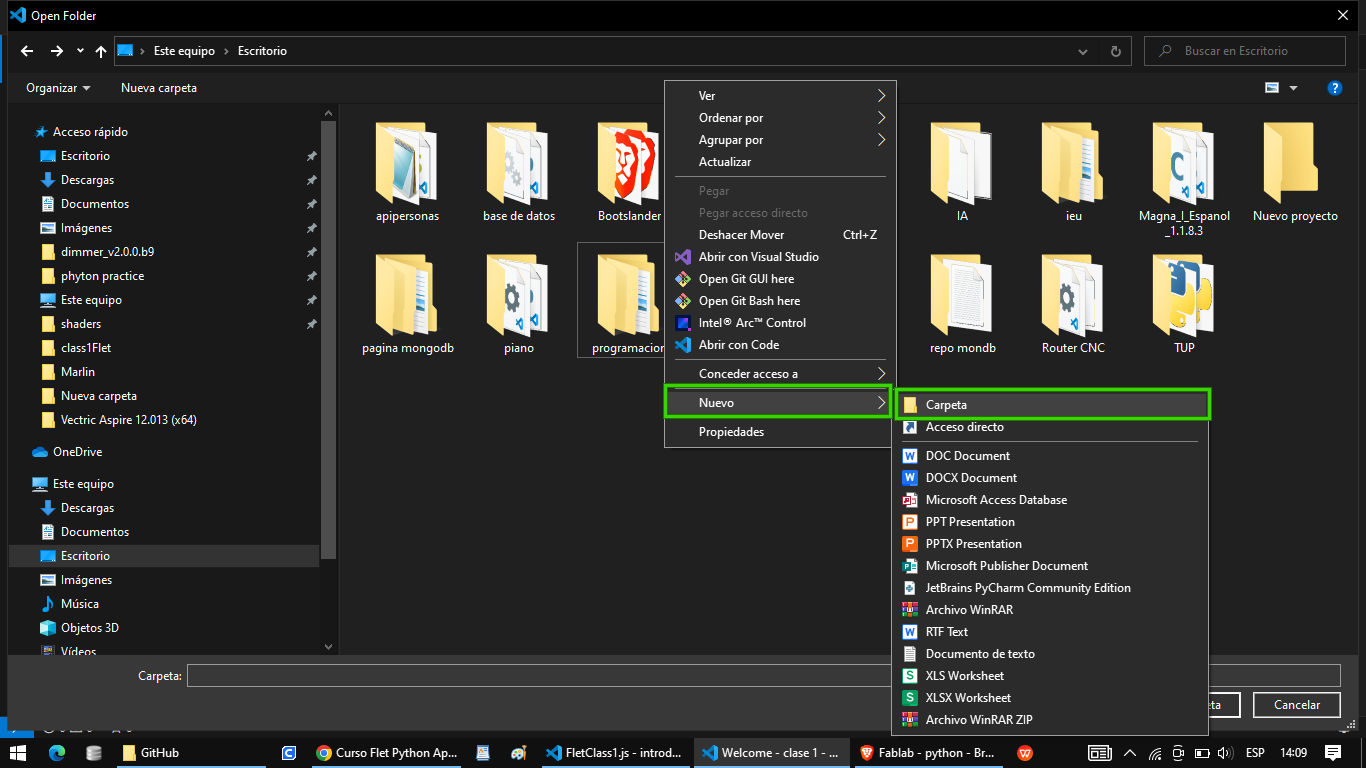 Open Folder
Este equipo
Escritorio
Buscar en Escritorio
Organizar
Nueva carpeta
Acceso rápido
Escritorio
Descargas
Documentos
Imágenes
dimmer_v2.0.0.b9
phyton practice
Este equipo
shaders
class1Flet
Marlin
Nueva carpeta
Vectric Aspire 12.013 (x64)
OneDrive
Este equipo
Descargas
Documentos
Escritorio
Imágenes
Música
Objetos 3D
Vídeos
apipersonas
base de datos
Bootslander
IA
ieu
Magna_I_Espanol
_1.1.8.3
Nuevo proyecto
pagina mongodb
piano
programacion
repo mondb
Router CNC
TUP
Ver
Ordenar por
Agrupar por
Actualizar
Pegar
Pegar acceso directo
Deshacer Mover Ctrl+Z
Abrir con Visual Studio
Open Git GUI here
Open Git Bash here
Intel® Arc™ Control
Abrir con Code
Conceder acceso a
Nuevo
Propiedades
Carpeta
Acceso directo
DOC Document
DOCX Document
Microsoft Access Database
PPT Presentation
PPTX Presentation
Microsoft Publisher Document
JetBrains PyCharm Community Edition
Archivo WinRAR
RTF Text
Documento de texto
XLS Worksheet
XLSX Worksheet
Archivo WinRAR ZIP
Carpeta:
Cancelar
GitHub
Curso Flet Python Ap...
FletClass1.js - introd...
Welcome - clase 1 - ...
Fablab - python - Br...
ESP
14:09